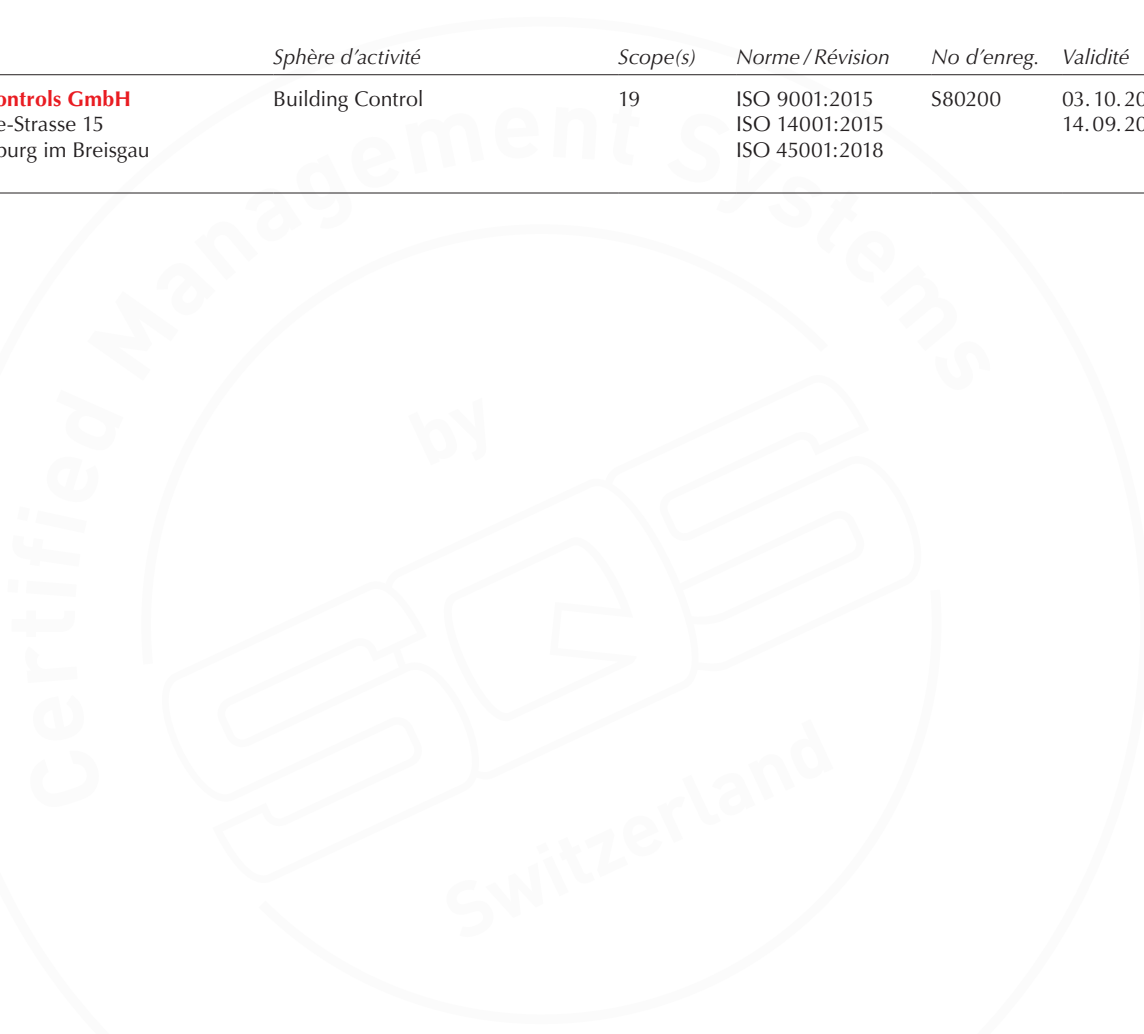 Sphère d'activité Scope(s) Norme / Révision No d'enreg. Validité
ontrols GmbH Building Control 19 ISO 9001:2015 S80200 03.10.20
e-Strasse 15 ISO 14001:2015 14.09.20
burg im Breisgau ISO 45001:2018
Certified Management Systems
by
SQS
Switzerland